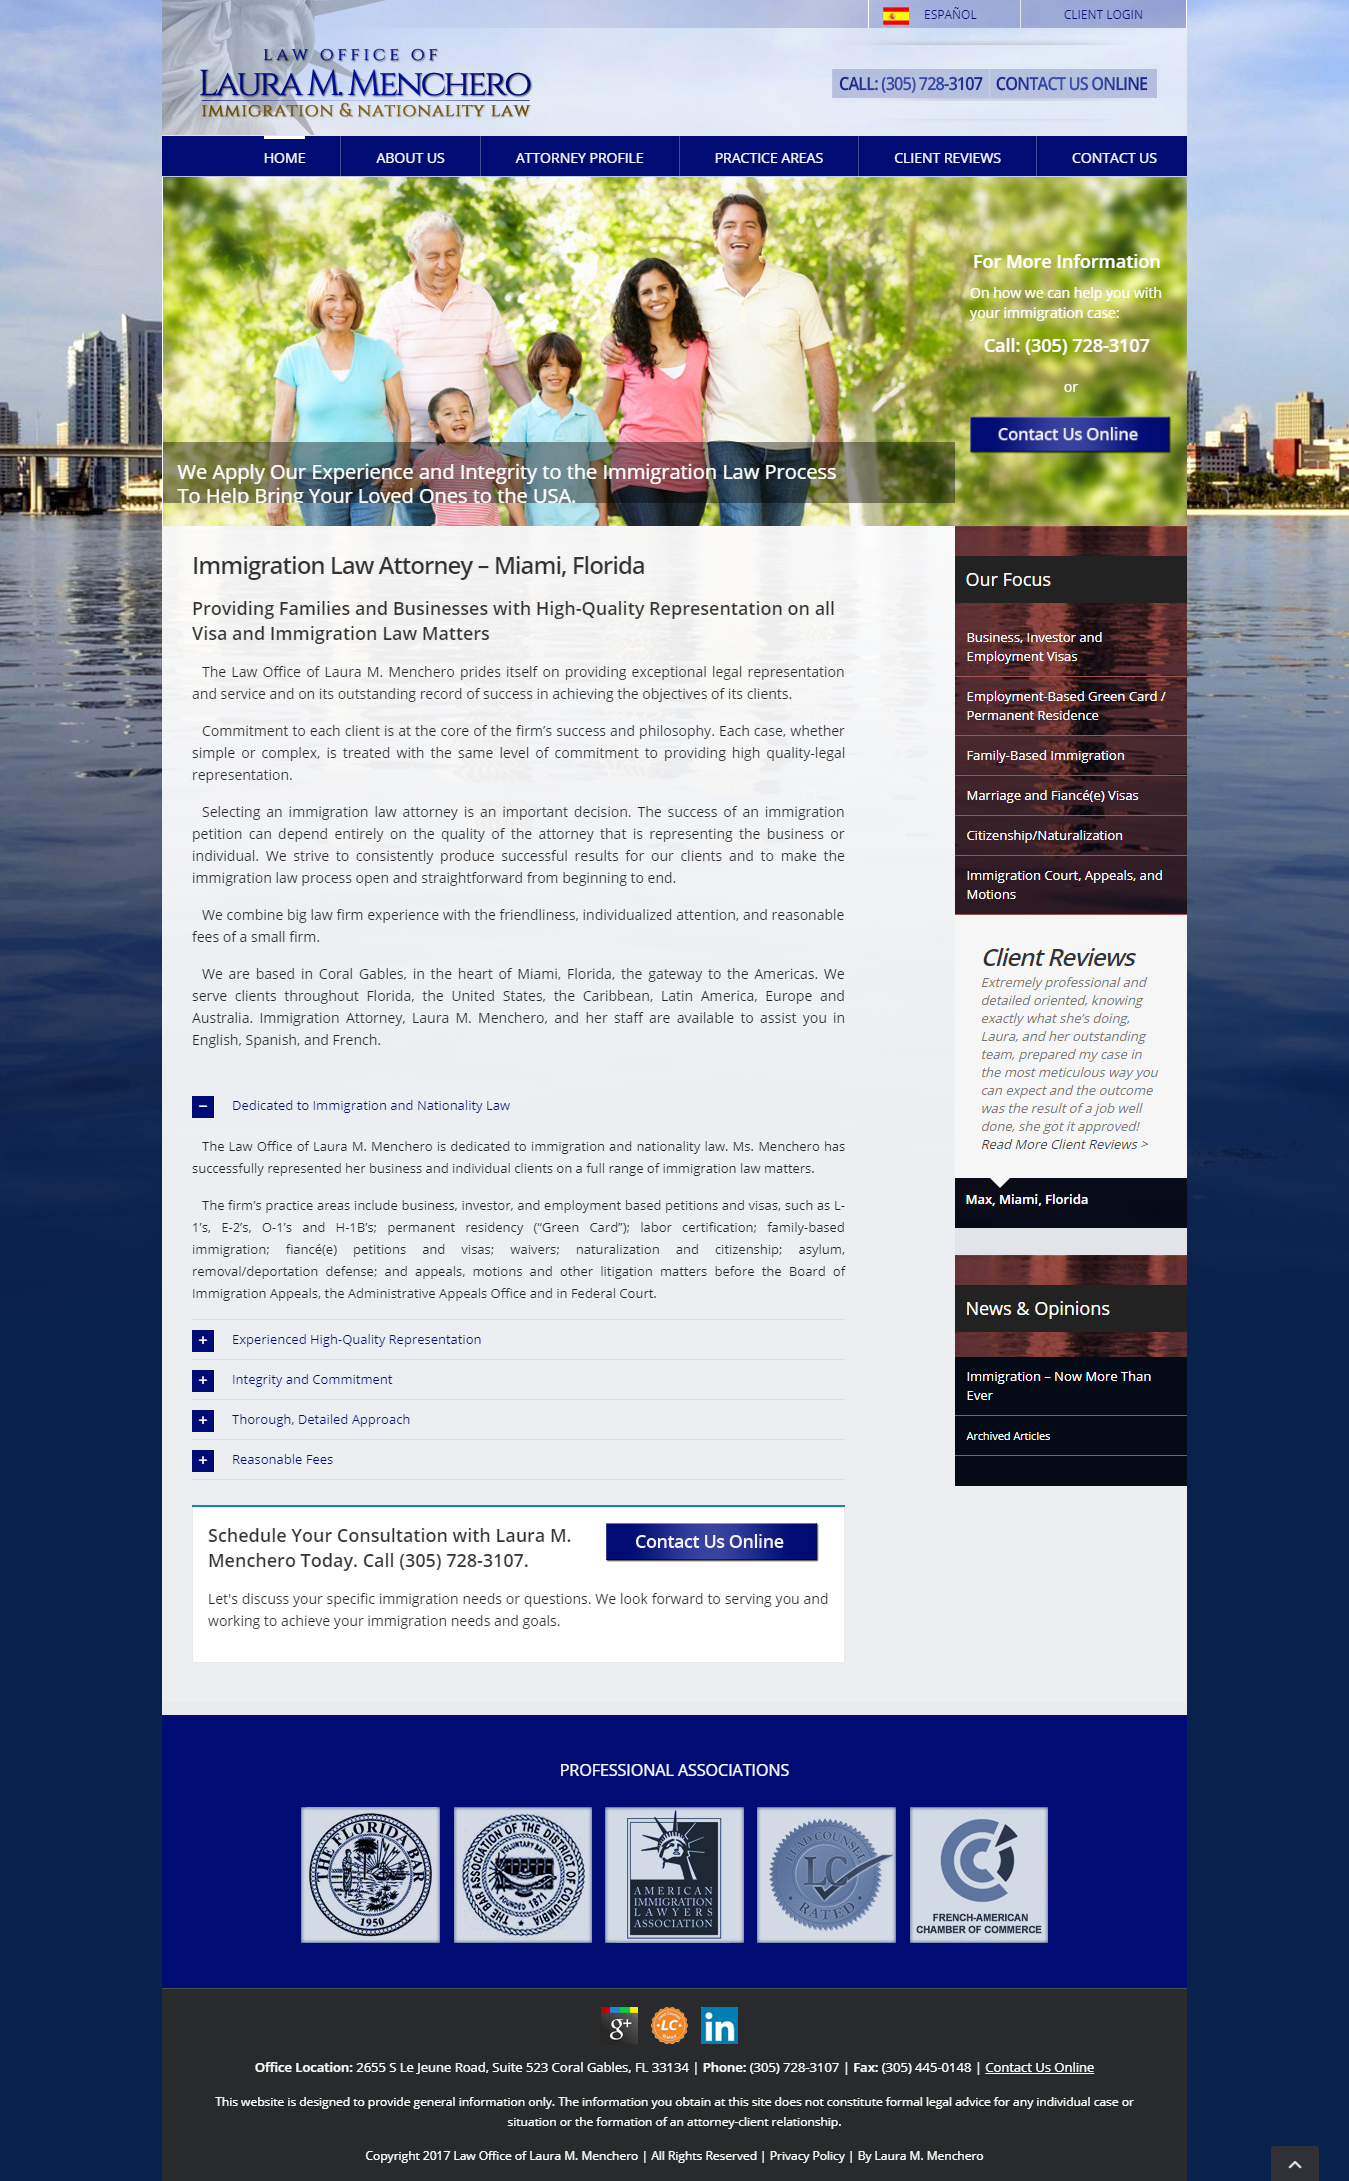 ESPAÑOL
CLIENT LOGIN
LAW OFFICE OF
LAURA M. MENCHERO
IMMIGRATION & NATIONALITY LAW
CALL: (305) 728-3107
CONTACT US ONLINE
HOME
ABOUT US
ATTORNEY PROFILE
PRACTICE AREAS
CLIENT REVIEWS
CONTACT US
For More Information
On how we can help you with
your immigration case:
Call: (305) 728-3107
or
Contact Us Online
We Apply Our Experience and Integrity to the Immigration Law Process
To Help Bring Your Loved Ones to the USA.
Immigration Law Attorney – Miami, Florida
Providing Families and Businesses with High-Quality Representation on all
Visa and Immigration Law Matters
The Law Office of Laura M. Menchero prides itself on providing exceptional legal representation
and service and on its outstanding record of success in achieving the objectives of its clients.
Commitment to each client is at the core of the firm’s success and philosophy. Each case, whether
simple or complex, is treated with the same level of commitment to providing high quality-legal
representation.
Selecting an immigration law attorney is an important decision. The success of an immigration
petition can depend entirely on the quality of the attorney that is representing the business or
individual. We strive to consistently produce successful results for our clients and to make the
immigration law process open and straightforward from beginning to end.
We combine big law firm experience with the friendliness, individualized attention, and reasonable
fees of a small firm.
We are based in Coral Gables, in the heart of Miami, Florida, the gateway to the Americas. We
serve clients throughout Florida, the United States, the Caribbean, Latin America, Europe and
Australia. Immigration Attorney, Laura M. Menchero, and her staff are available to assist you in
English, Spanish, and French.
Dedicated to Immigration and Nationality Law
The Law Office of Laura M. Menchero is dedicated to immigration and nationality law. Ms. Menchero has
successfully represented her business and individual clients on a full range of immigration law matters.
The firm’s practice areas include business, investor, and employment based petitions and visas, such as L-
1’s, E-2’s, O-1’s and H-1B’s; permanent residency (“Green Card”); labor certification; family-based
immigration; fiancé(e) petitions and visas; waivers; naturalization and citizenship; asylum,
removal/deportation defense; and appeals, motions and other litigation matters before the Board of
Immigration Appeals, the Administrative Appeals Office and in Federal Court.
Experienced High-Quality Representation
Integrity and Commitment
Thorough, Detailed Approach
Reasonable Fees
Schedule Your Consultation with Laura M.
Menchero Today. Call (305) 728-3107.
Contact Us Online
Let's discuss your specific immigration needs or questions. We look forward to serving you and
working to achieve your immigration needs and goals.
Our Focus
Business, Investor and
Employment Visas
Employment-Based Green Card /
Permanent Residence
Family-Based Immigration
Marriage and Fiancé(e) Visas
Citizenship/Naturalization
Immigration Court, Appeals, and
Motions
Client Reviews
Extremely professional and
detailed oriented, knowing
exactly what she’s doing,
Laura, and her outstanding
team, prepared my case in
the most meticulous way you
can expect and the outcome
was the result of a job well
done, she got it approved!
Read More Client Reviews >
Max, Miami, Florida
News & Opinions
Immigration – Now More Than
Ever
Archived Articles
PROFESSIONAL ASSOCIATIONS
THE FLORIDA BAR
1950
THE BAR ASSOCIATION OF THE DISTRICT OF COLUMBIA
VOLUNTARY BAR
1871
AMERICAN
IMMIGRATION
LAWYERS
ASSOCIATION
LEAD COUNSEL
LC
RATED
FRENCH-AMERICAN
CHAMBER OF COMMERCE
g+
LC
in
Office Location: 2655 S Le Jeune Road, Suite 523 Coral Gables, FL 33134 | Phone: (305) 728-3107 | Fax: (305) 445-0148 | Contact Us Online
This website is designed to provide general information only. The information you obtain at this site does not constitute formal legal advice for any individual case or
situation or the formation of an attorney-client relationship.
Copyright 2017 Law Office of Laura M. Menchero | All Rights Reserved | Privacy Policy | By Laura M. Menchero